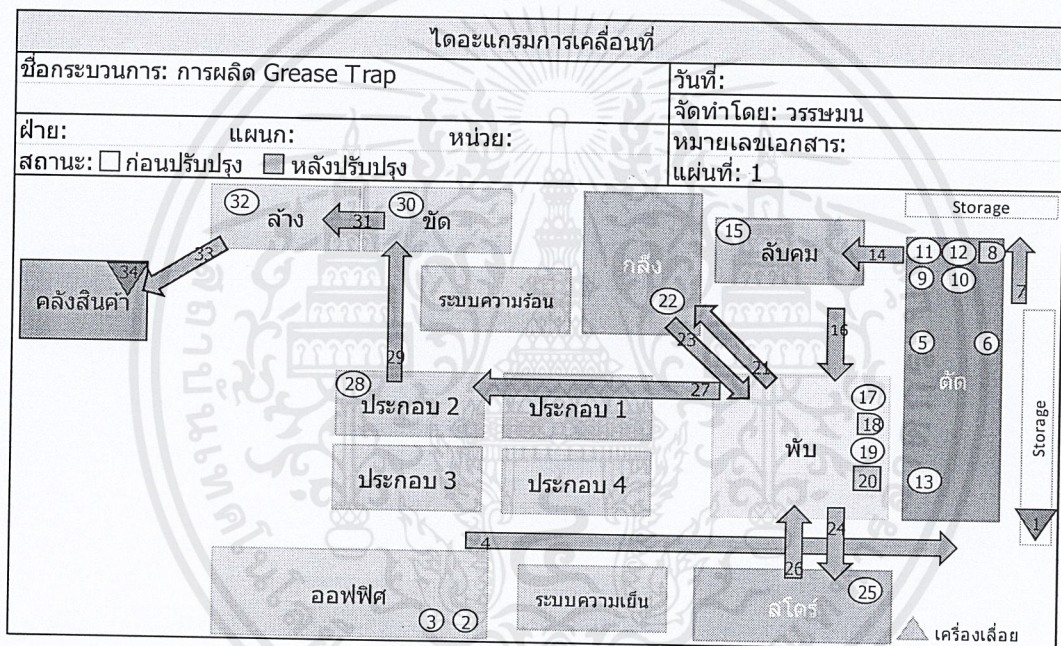 ไดอะแกรมการเคลื่อนที่
ชื่อกระบวนการ: การผลิต Grease Trap
วันที่:
จัดทำโดย: วรรษมน
ฝ่าย: แผนก: หน่วย:
หมายเลขเอกสาร:
สถานะ: ก่อนปรับปรุง หลังปรับปรุง
แผ่นที่: 1
32 ล้าง 31 30 ขัด
33
34 คลังสินค้า
ระบบความร้อน
กลึง
22
23
21
15 ลับคม 14
Storage
11 12 8
9 10
7
5 6
ตัด
13
Storage
1
16
29
28 ประกอบ 2
ประกอบ 1
27
17
18
พับ 19
20
ประกอบ 3
ประกอบ 4
4
26
24
ออฟฟิศ
3 2
ระบบความเย็น
สโตร์
25
เครื่องเลื่อย